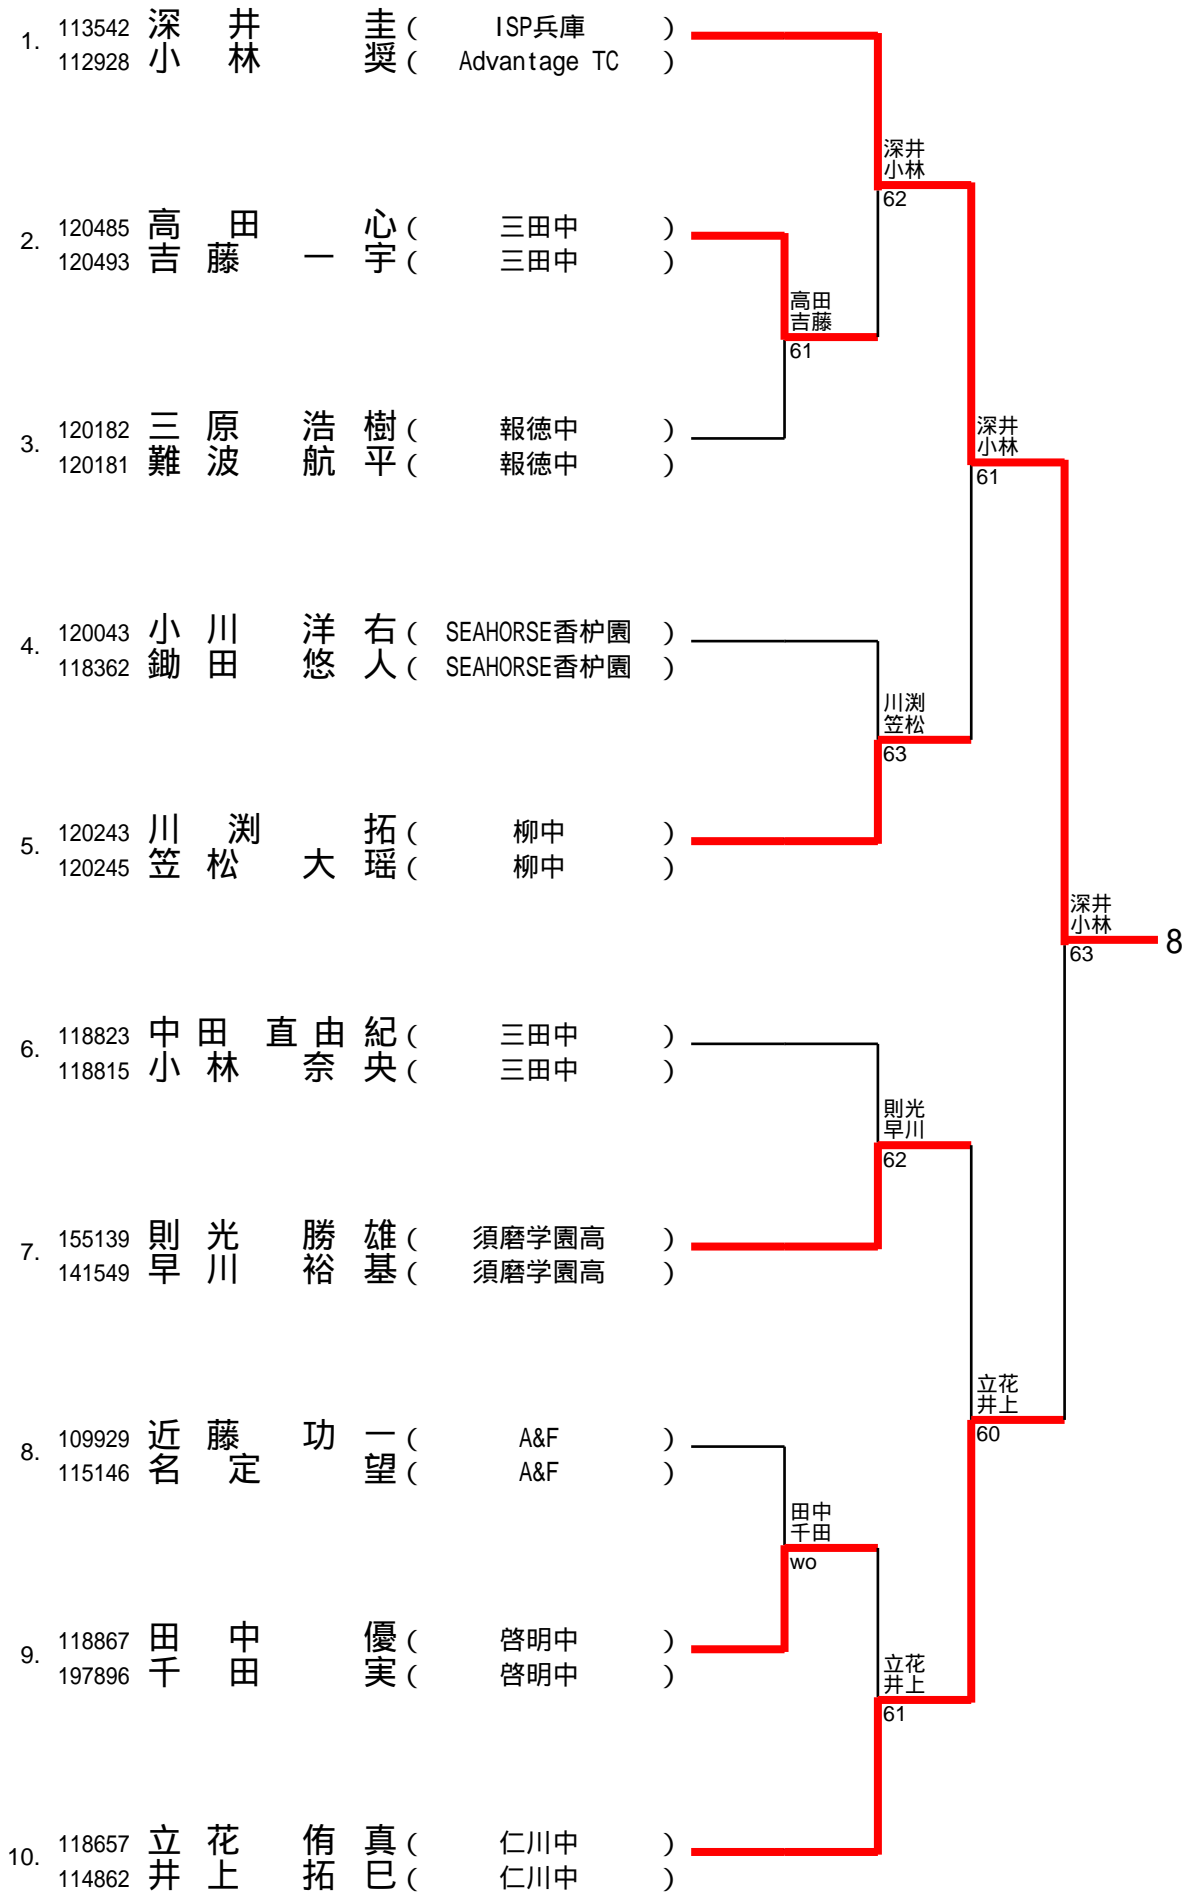 1. 113542 深井 圭 ( ISP兵庫 )
112928 小林 奨 ( Advantage TC )
深井
小林
62
2. 120485 高田 心 ( 三田中 )
120493 吉藤 一宇 ( 三田中 )
高田
吉藤
61
3. 120182 三原 浩樹 ( 報徳中 )
120181 難波 航平 ( 報徳中 )
深井
小林
61
4. 120043 小川 洋右 ( SEAHORSE香枦園 )
118362 鋤田 悠人 ( SEAHORSE香枦園 )
川渕
笠松
63
5. 120243 川渕 拓 ( 柳中 )
120245 笠松 大瑶 ( 柳中 )
深井
小林
63
8
6. 118823 中田 直由紀 ( 三田中 )
118815 小林 奈央 ( 三田中 )
則光
早川
62
7. 155139 則光 勝雄 ( 須磨学園高 )
141549 早川 裕基 ( 須磨学園高 )
立花
井上
60
8. 109929 近藤 功一 ( A&F )
115146 名定 望 ( A&F )
田中
千田
wo
9. 118867 田中 優 ( 啓明中 )
197896 千田 実 ( 啓明中 )
立花
井上
61
10. 118657 立花 侑真 ( 仁川中 )
114862 井上 拓巳 ( 仁川中 )